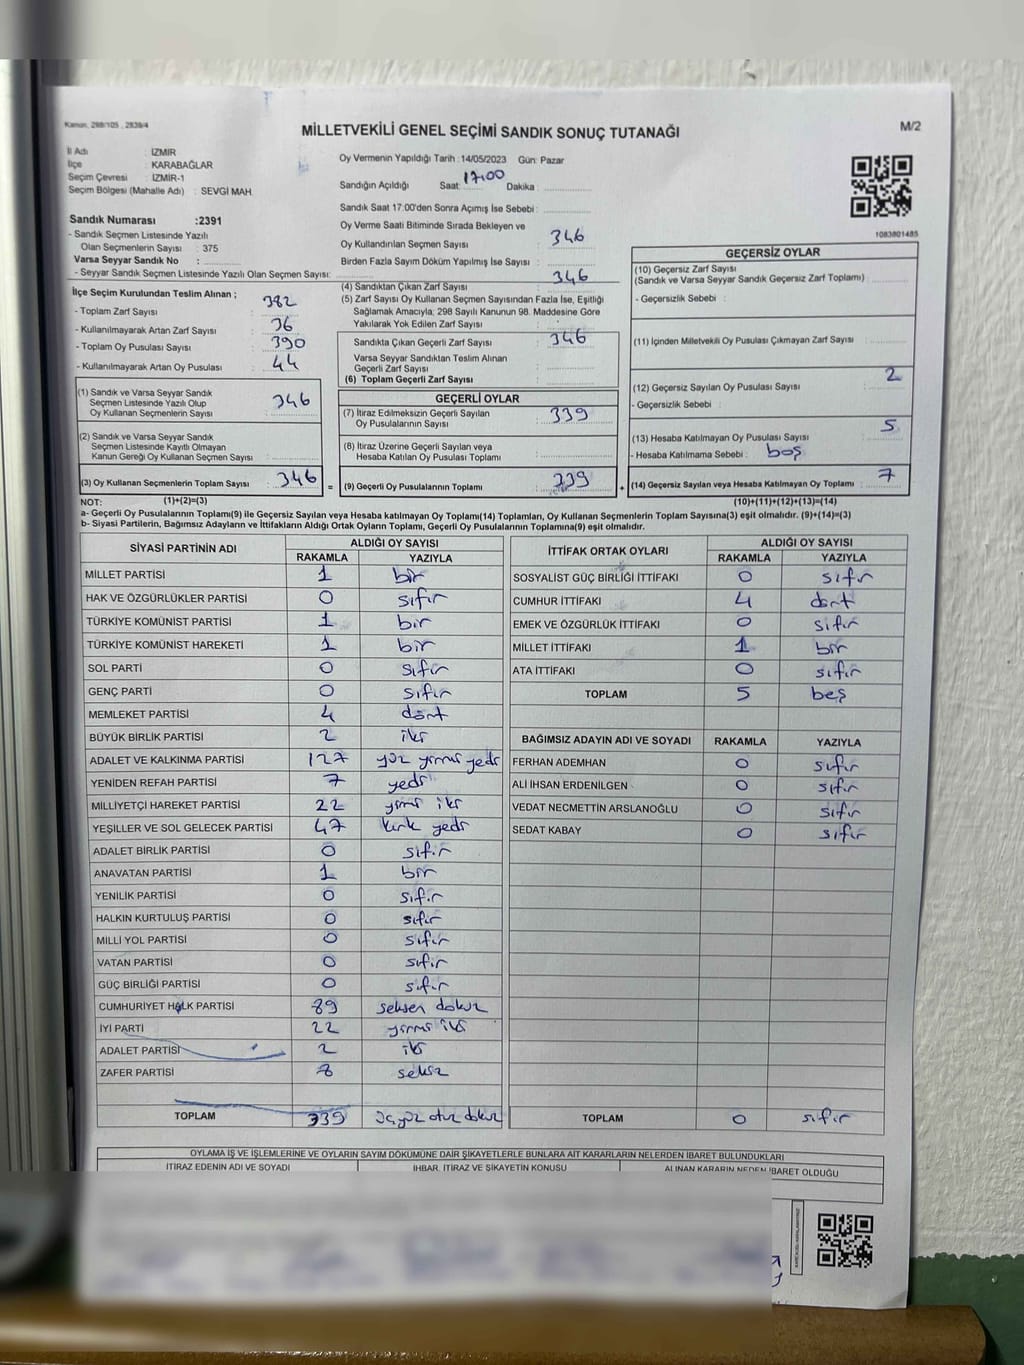 Kanun, 298/105 , 2839/4
MİLLETVEKİLİ GENEL SEÇİMİ SANDIK SONUÇ TUTANAĞI
M/2
İl Adı : İZMİR
İlçe : KARABAĞLAR
Seçim Çevresi : İZMİR-1
Seçim Bölgesi (Mahalle Adı) : SEVGİ MAH.
Sandık Numarası :2391
- Sandık Seçmen Listesinde Yazılı
Olan Seçmenlerin Sayısı : 375
Varsa Seyyar Sandık No :
- Seyyar Sandık Seçmen Listesinde Yazılı Olan Seçmen Sayısı:
Oy Vermenin Yapıldığı Tarih :14/05/2023 Gün: Pazar
Sandığın Açıldığı Saat: 17:00 Dakika :
Sandık Saat 17:00'den Sonra Açımış İse Sebebi :
Oy Verme Saati Bitiminde Sırada Bekleyen ve
Oy Kullandırılan Seçmen Sayısı : 346
Birden Fazla Sayım Döküm Yapılmış İse Sayısı :
1083801485
İlçe Seçim Kurulundan Teslim Alınan ;
- Toplam Zarf Sayısı : 382
- Kullanılmayarak Artan Zarf Sayısı : 36
- Toplam Oy Pusulası Sayısı : 390
- Kullanılmayarak Artan Oy Pusulası : 44
(4) Sandıktan Çıkan Zarf Sayısı : 346
(5) Zarf Sayısı Oy Kullanan Seçmen Sayısından Fazla İse, Eşitliği
Sağlamak Amacıyla; 298 Sayılı Kanunun 98. Maddesine Göre
Yakılarak Yok Edilen Zarf Sayısı :
Sandıkta Çıkan Geçerli Zarf Sayısı : 346
Varsa Seyyar Sandıktan Teslim Alınan
Geçerli Zarf Sayısı :
(6) Toplam Geçerli Zarf Sayısı :
GEÇERSİZ OYLAR
(10) Geçersiz Zarf Sayısı
(Sandık ve Varsa Seyyar Sandık Geçersiz Zarf Toplamı) :
- Geçersizlik Sebebi :
(11) İçinden Milletvekili Oy Pusulası Çıkmayan Zarf Sayısı :
(12) Geçersiz Sayılan Oy Pusulası Sayısı : 2
- Geçersizlik Sebebi :
(13) Hesaba Katılmayan Oy Pusulası Sayısı : 5
- Hesaba Katılmama Sebebi : boş
(14) Geçersiz Sayılan veya Hesaba Katılmayan Oy Toplamı : 7
(1) Sandık ve Varsa Seyyar Sandık
Seçmen Listesinde Yazılı Olup
Oy Kullanan Seçmenlerin Sayısı : 346
(2) Sandık ve Varsa Seyyar Sandık
Seçmen Listesinde Kayıtlı Olmayan
Kanun Gereği Oy Kullanan Seçmen Sayısı :
(3) Oy Kullanan Seçmenlerin Toplam Sayısı : 346
=
GEÇERLİ OYLAR
(7) İtiraz Edilmeksizin Geçerli Sayılan
Oy Pusulalarının Sayısı : 339
(8) İtiraz Üzerine Geçerli Sayılan veya
Hesaba Katılan Oy Pusulası Toplamı :
(9) Geçerli Oy Pusulalarının Toplamı : 339
+
NOT: (1)+(2)=(3) (10)+(11)+(12)+(13)=(14)
a- Geçerli Oy Pusulalarının Toplamı(9) ile Geçersiz Sayılan veya Hesaba katılmayan Oy Toplamı(14) Toplamları, Oy Kullanan Seçmenlerin Toplam Sayısına(3) eşit olmalıdır. (9)+(14)=(3)
b- Siyasi Partilerin, Bağımsız Adayların ve İttifakların Aldığı Ortak Oyların Toplamı, Geçerli Oy Pusulalarının Toplamına(9) eşit olmalıdır.
SİYASİ PARTİNİN ADI ALDIĞI OY SAYISI
RAKAMLA YAZIYLA
MİLLET PARTİSİ 1 bir
HAK VE ÖZGÜRLÜKLER PARTİSİ 0 sıfır
TÜRKİYE KOMÜNİST PARTİSİ 1 bir
TÜRKİYE KOMÜNİST HAREKETİ 1 bir
SOL PARTİ 0 sıfır
GENÇ PARTİ 0 sıfır
MEMLEKET PARTİSİ 4 dört
BÜYÜK BİRLİK PARTİSİ 2 iki
ADALET VE KALKINMA PARTİSİ 127 yüz yirmi yedi
YENİDEN REFAH PARTİSİ 7 yedi
MİLLİYETÇİ HAREKET PARTİSİ 22 yirmi iki
YEŞİLLER VE SOL GELECEK PARTİSİ 47 kırk yedi
ADALET BİRLİK PARTİSİ 0 sıfır
ANAVATAN PARTİSİ 1 bir
YENİLİK PARTİSİ 0 sıfır
HALKIN KURTULUŞ PARTİSİ 0 sıfır
MİLLİ YOL PARTİSİ 0 sıfır
VATAN PARTİSİ 0 sıfır
GÜÇ BİRLİĞİ PARTİSİ 0 sıfır
CUMHURİYET HALK PARTİSİ 89 seksen dokuz
İYİ PARTİ 22 yirmi iki
ADALET PARTİSİ 2 iki
ZAFER PARTİSİ 8 sekiz
TOPLAM 339 üçyüz otuz dokuz
İTTİFAK ORTAK OYLARI ALDIĞI OY SAYISI
RAKAMLA YAZIYLA
SOSYALİST GÜÇ BİRLİĞİ İTTİFAKI 0 sıfır
CUMHUR İTTİFAKI 4 dört
EMEK VE ÖZGÜRLÜK İTTİFAKI 0 sıfır
MİLLET İTTİFAKI 1 bir
ATA İTTİFAKI 0 sıfır
TOPLAM 5 beş
BAĞIMSIZ ADAYIN ADI VE SOYADI RAKAMLA YAZIYLA
FERHAN ADEMHAN 0 sıfır
ALİ İHSAN ERDENİLGEN 0 sıfır
VEDAT NECMETTİN ARSLANOĞLU 0 sıfır
SEDAT KABAY 0 sıfır
TOPLAM 0 sıfır
OYLAMA İŞ VE İŞLEMLERİNE VE OYLARIN SAYIM DÖKÜMÜNE DAİR ŞİKAYETLERLE BUNLARA AİT KARARLARIN NELERDEN İBARET BULUNDUKLARI
İTİRAZ EDENİN ADI VE SOYADI İHBAR, İTİRAZ VE ŞİKAYETİN KONUSU ALINAN KARARIN NEDEN İBARET OLDUĞU